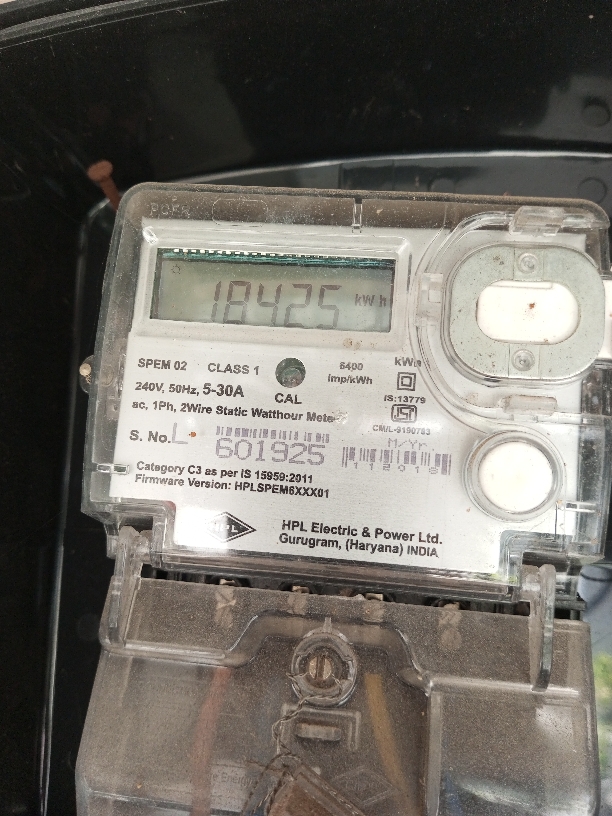 18425 kWh
SPEM 02 CLASS 1 CAL 6400 imp/kWh kWh
240V, 50Hz, 5-30A
IS:13779
ac, 1Ph, 2Wire Static Watthour Meter
CM/L-9190783
S. No. L 601925
M/Yr.
112018
Category C3 as per IS 15959:2011
Firmware Version: HPLSPEM6XXX01
HPL
HPL Electric & Power Ltd.
Gurugram, (Haryana) INDIA